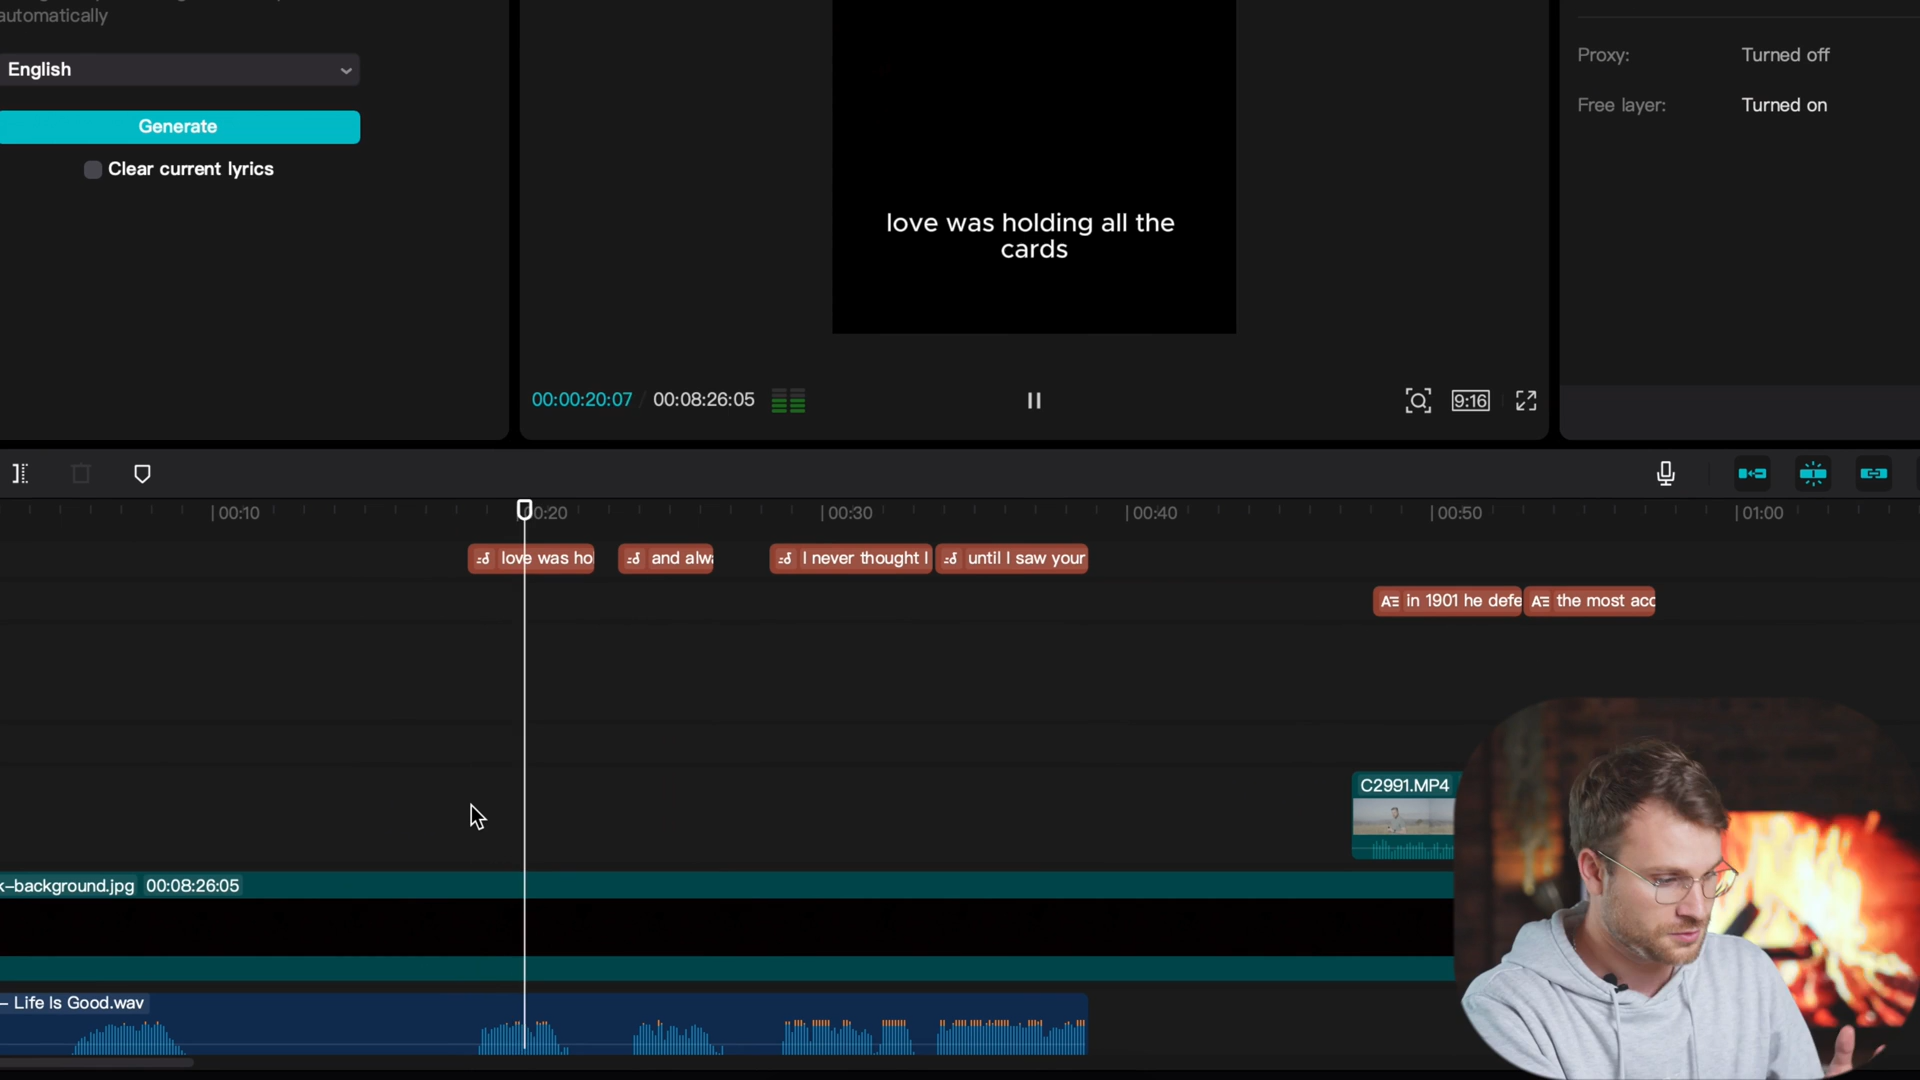 automatically
English
Generate
Clear current lyrics
love was holding all the
cards
00:00:20:07 / 00:08:26:05
9:16
Proxy: Turned off
Free layer: Turned on
00:10 00:20 00:30 00:40 00:50 01:00
love was ho and alw I never thought I until I saw your
A in 1901 he defe A the most acc
C2991.MP4
k-background.jpg 00:08:26:05
– Life Is Good.wav